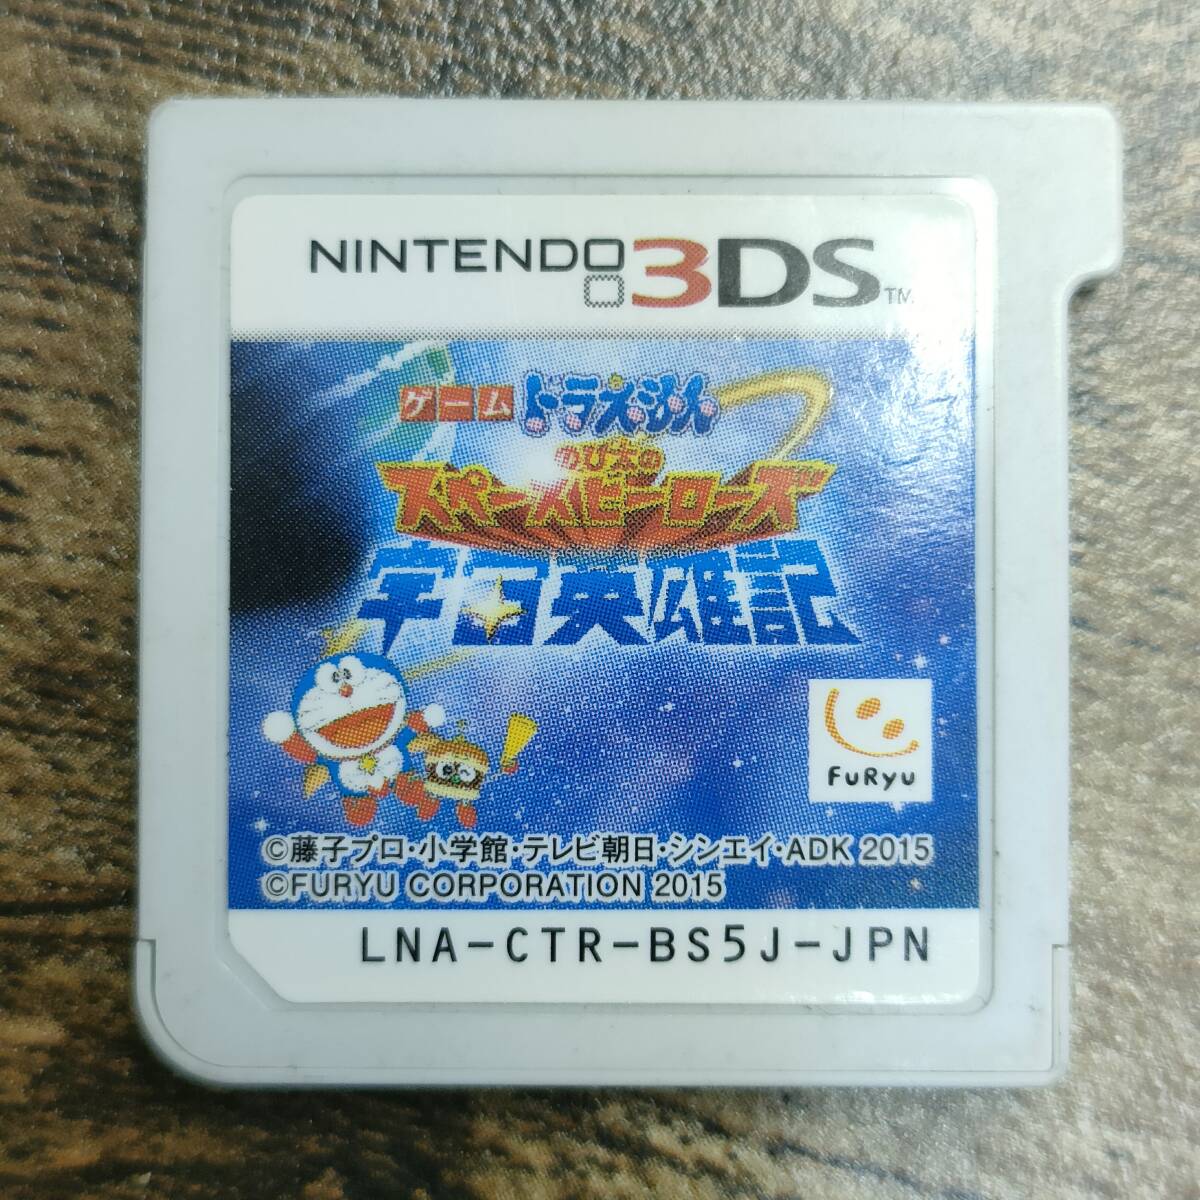 NINTENDO 3DS TM
ゲーム ドラえもん
のび太の
スペースヒーローズ
宇宙英雄記
FuRyu
©藤子プロ・小学館・テレビ朝日・シンエイ・ADK 2015
©FURYU CORPORATION 2015
LNA-CTR-BS5J-JPN